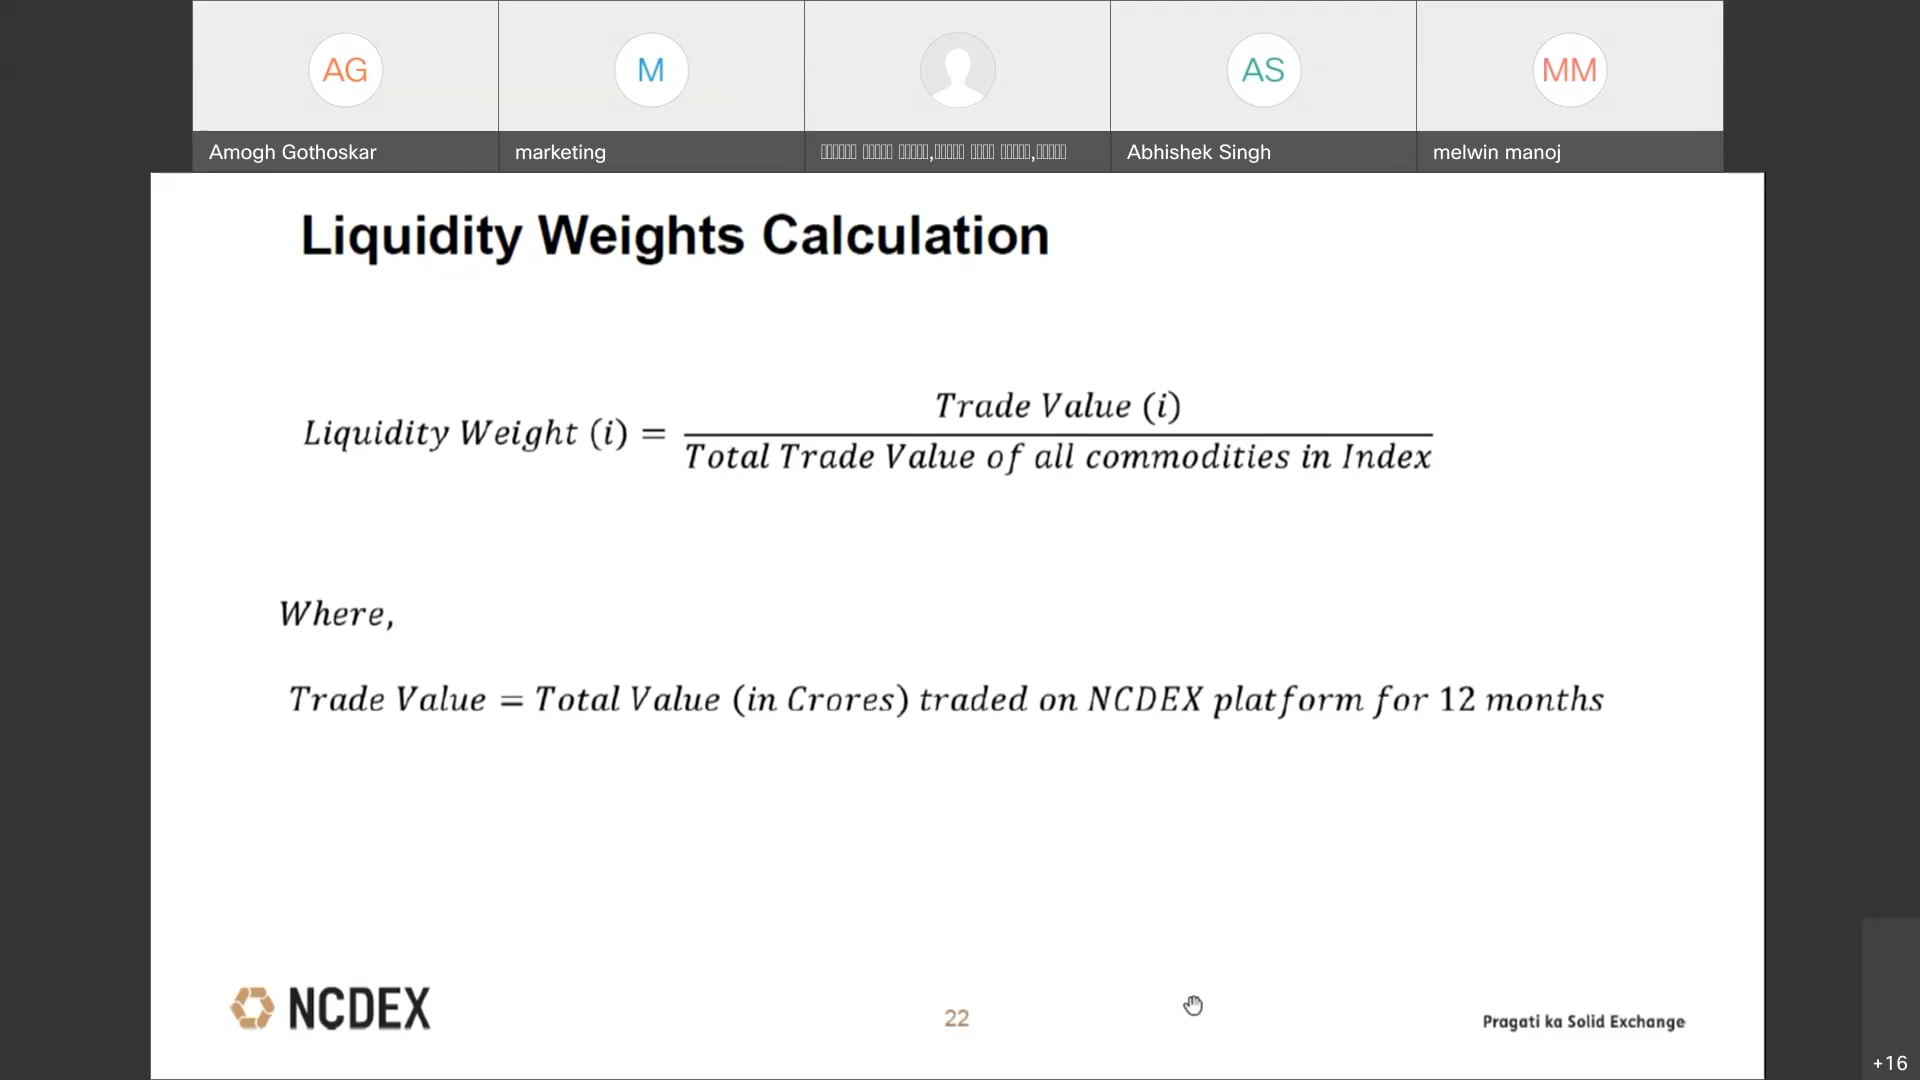 AG
M
AS
MM
Amogh Gothoskar
marketing
Abhishek Singh
melwin manoj
Liquidity Weights Calculation
Liquidity Weight (i) = Trade Value (i)
Total Trade Value of all commodities in Index
Where,
Trade Value = Total Value (in Crores) traded on NCDEX platform for 12 months
NCDEX
22
Pragati ka Solid Exchange
+16